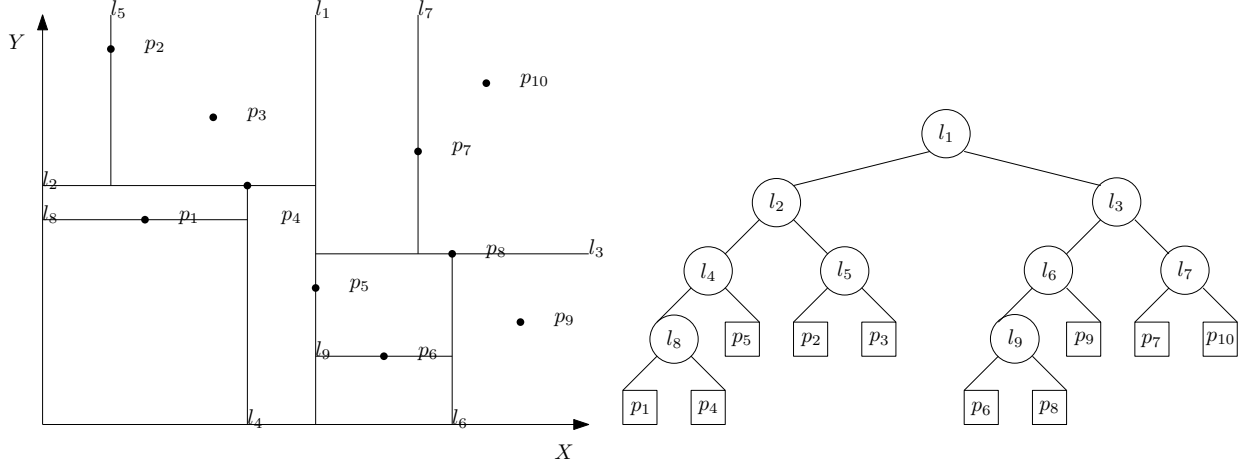 l5 l1 l7
Y p2
p10
p3
l1
p7
l2
l2 l3
l8 p1 p4
p8 l3
l4 l5 l6 l7
p5
p9
l8 p5 p2 p3 l9 p9 p7 p10
l9 p6
p1 p4 p6 p8
l4 l6
X